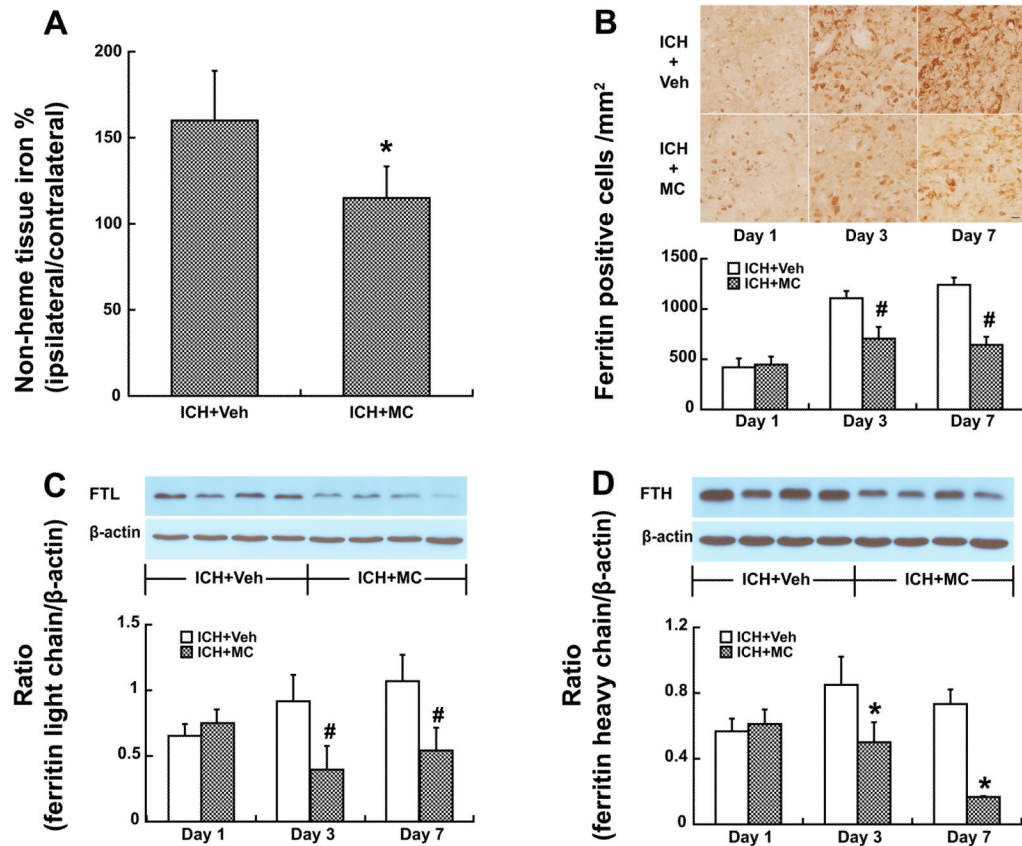 A
Non-heme tissue iron %
(ipsilateral/contralateral)
200
150
100
50
0
*
ICH+Veh
ICH+MC
B
ICH
+
Veh
ICH
+
MC
Day 1
Day 3
Day 7
Ferritin positive cells /mm²
1500
1000
500
0
ICH+Veh
ICH+MC
#
#
Day 1
Day 3
Day 7
C
FTL
β-actin
ICH+Veh
ICH+MC
Ratio
(ferritin light chain/β-actin)
1.5
1
0.5
0
ICH+Veh
ICH+MC
#
#
Day 1
Day 3
Day 7
D
FTH
β-actin
ICH+Veh
ICH+MC
Ratio
(ferritin heavy chain/β-actin)
1.2
0.9
0.6
0.3
0
ICH+Veh
ICH+MC
*
*
Day 1
Day 3
Day 7